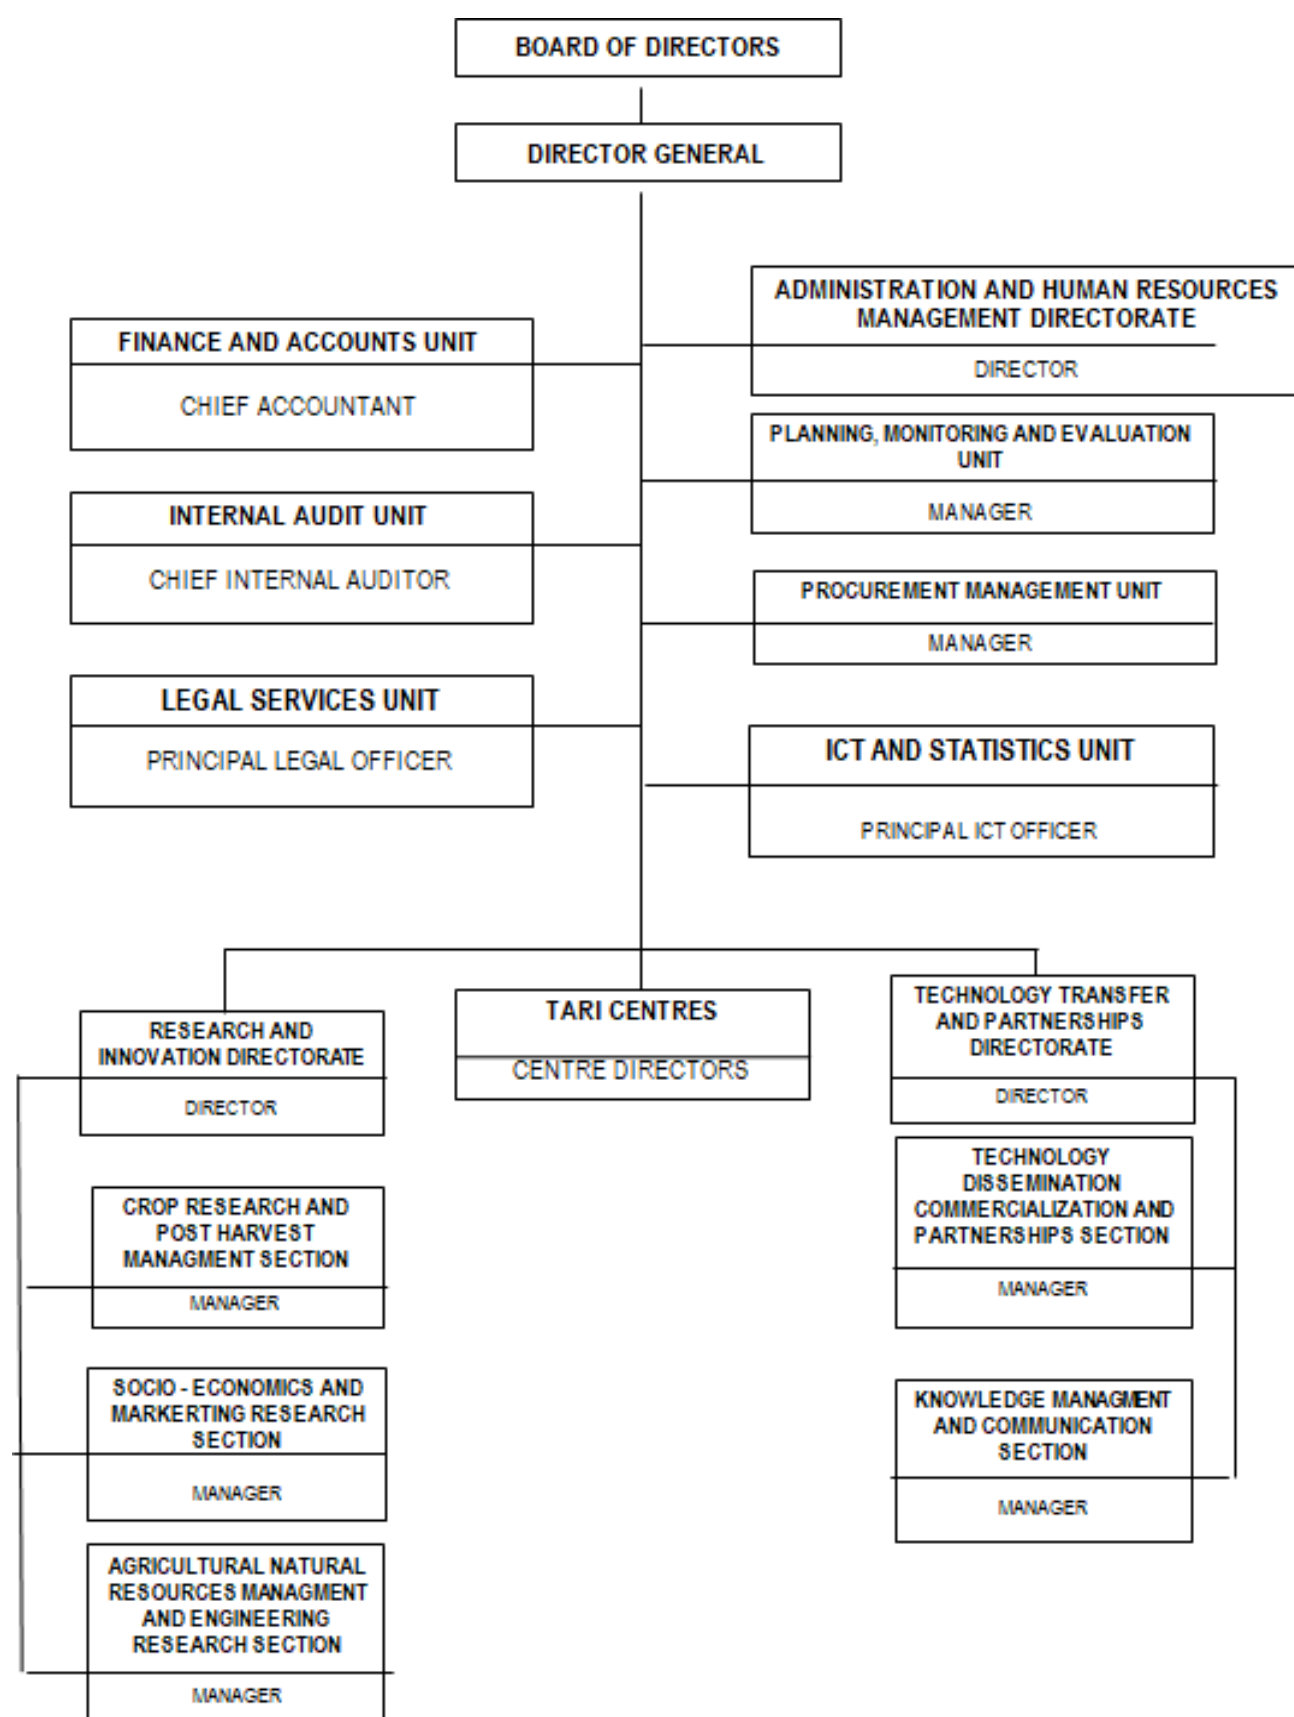 BOARD OF DIRECTORS
DIRECTOR GENERAL
ADMINISTRATION AND HUMAN RESOURCES
MANAGEMENT DIRECTORATE
DIRECTOR
FINANCE AND ACCOUNTS UNIT
CHIEF ACCOUNTANT
PLANNING, MONITORING AND EVALUATION
UNIT
MANAGER
INTERNAL AUDIT UNIT
CHIEF INTERNAL AUDITOR
PROCUREMENT MANAGEMENT UNIT
MANAGER
LEGAL SERVICES UNIT
PRINCIPAL LEGAL OFFICER
ICT AND STATISTICS UNIT
PRINCIPAL ICT OFFICER
RESEARCH AND
INNOVATION DIRECTORATE
DIRECTOR
TARI CENTRES
CENTRE DIRECTORS
TECHNOLOGY TRANSFER
AND PARTNERSHIPS
DIRECTORATE
DIRECTOR
CROP RESEARCH AND
POST HARVEST
MANAGMENT SECTION
MANAGER
SOCIO - ECONOMICS AND
MARKERTING RESEARCH
SECTION
MANAGER
AGRICULTURAL NATURAL
RESOURCES MANAGMENT
AND ENGINEERING
RESEARCH SECTION
MANAGER
TECHNOLOGY
DISSEMINATION
COMMERCIALIZATION AND
PARTNERSHIPS SECTION
MANAGER
KNOWLEDGE MANAGMENT
AND COMMUNICATION
SECTION
MANAGER